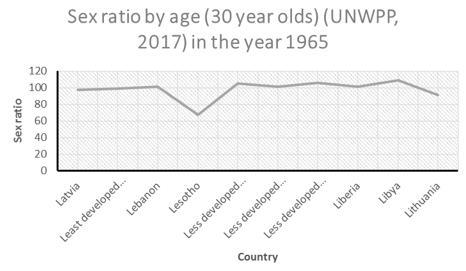 Sex ratio by age (30 year olds) (UNWPP,
2017) in the year 1965
120
100
80
60
40
20
0
Sex ratio
Latvia
Least developed...
Lebanon
Lesotho
Less developed...
Less developed...
Less developed...
Liberia
Libya
Lithuania
Country